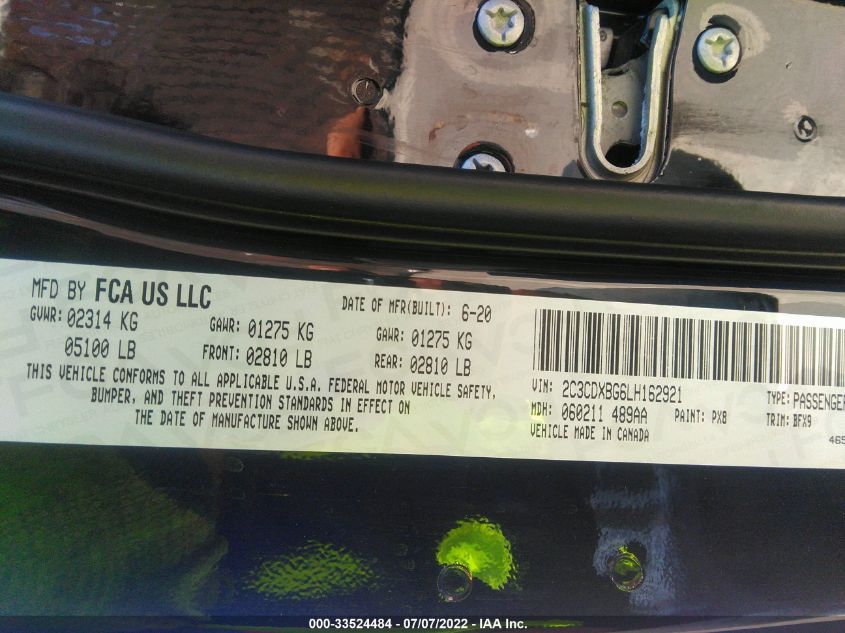 MFD BY FCA US LLC
DATE OF MFR(BUILT): 6-20
GVWR: 02314 KG
GAWR: 01275 KG
GAWR: 01275 KG
05100 LB
FRONT: 02810 LB
REAR: 02810 LB
THIS VEHICLE CONFORMS TO ALL APPLICABLE U.S.A. FEDERAL MOTOR VEHICLE SAFETY,
BUMPER, AND THEFT PREVENTION STANDARDS IN EFFECT ON
THE DATE OF MANUFACTURE SHOWN ABOVE.
VIN: 2C3CDXBG6LH162921
TYPE: PASSENGER
MDH: 060211 489AA
PAINT: PX8
TRIM: BFX9
VEHICLE MADE IN CANADA
465
000-33524484 - 07/07/2022 - IAA Inc.